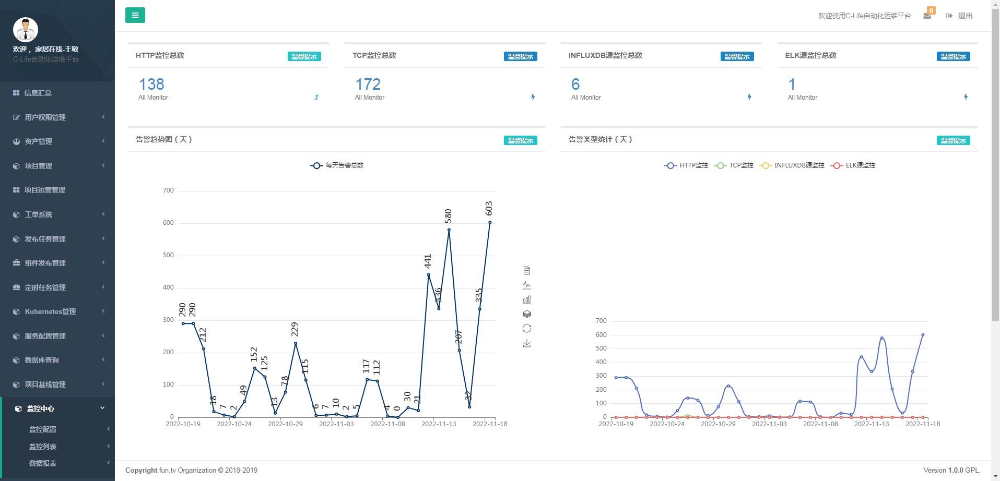 欢迎， 家居在线-王敏
C-Life自动化运维平台
信息汇总
用户权限管理
资产管理
项目管理
项目运营管理
工单系统
发布任务管理
组件发布管理
定时任务管理
Kubernetes管理
服务配置管理
数据库查询
项目基线管理
监控中心
监控配置
监控列表
数据报表
欢迎使用C-Life自动化运维平台
0
退出
HTTP监控总数
温馨提示
138
All Monitor
TCP监控总数
温馨提示
172
All Monitor
INFLUXDB源监控总数
温馨提示
6
All Monitor
ELK源监控总数
温馨提示
1
All Monitor
告警趋势图（天）
温馨提示
每天告警总数
700
600
500
400
300
200
100
0
290
290
212
18
7
2
49
152
125
13
78
229
115
6
7
10
2
5
117
112
4
0
30
21
441
336
580
207
32
335
603
2022-10-19
2022-10-24
2022-10-29
2022-11-03
2022-11-08
2022-11-13
2022-11-18
告警类型统计（天）
温馨提示
HTTP监控
TCP监控
INFLUXDB源监控
ELK源监控
700
600
500
400
300
200
100
0
2022-10-19
2022-10-24
2022-10-29
2022-11-03
2022-11-08
2022-11-13
2022-11-18
Copyright fun.tv Organization © 2018-2019
Version 1.0.0 GPL.